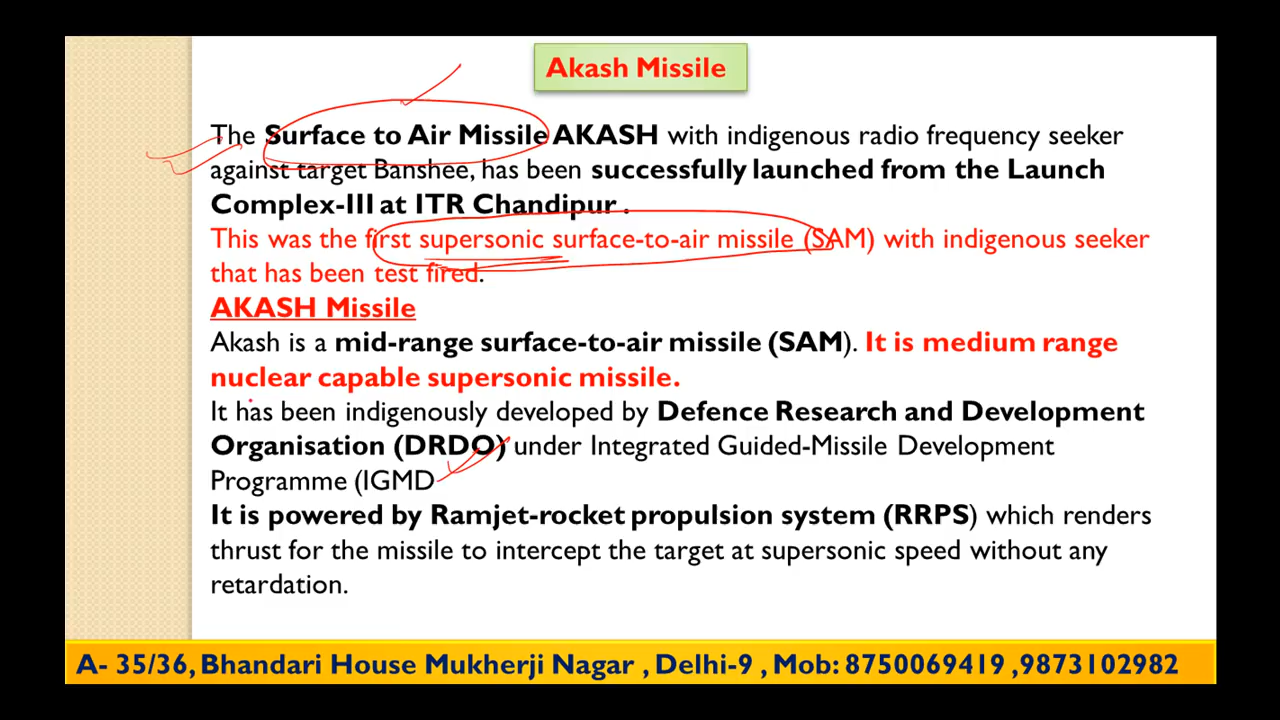 Akash Missile
The Surface to Air Missile AKASH with indigenous radio frequency seeker
against target Banshee, has been successfully launched from the Launch
Complex-III at ITR Chandipur .
This was the first supersonic surface-to-air missile (SAM) with indigenous seeker
that has been test fired.
AKASH Missile
Akash is a mid-range surface-to-air missile (SAM). It is medium range
nuclear capable supersonic missile.
It has been indigenously developed by Defence Research and Development
Organisation (DRDO) under Integrated Guided-Missile Development
Programme (IGMD
It is powered by Ramjet-rocket propulsion system (RRPS) which renders
thrust for the missile to intercept the target at supersonic speed without any
retardation.
A- 35/36, Bhandari House Mukherji Nagar , Delhi-9 , Mob: 8750069419 ,9873102982